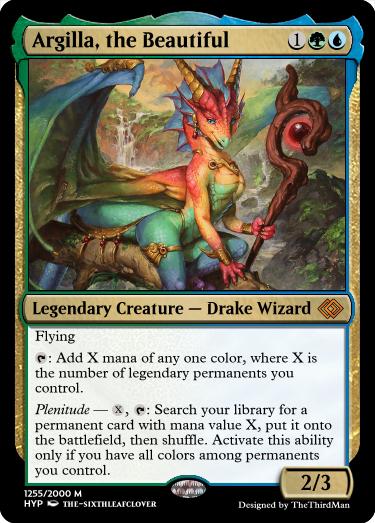 Argilla, the Beautiful 1
Legendary Creature — Drake Wizard
Flying
: Add X mana of any one color, where X is
the number of legendary permanents you
control.
Plenitude — X, : Search your library for a
permanent card with mana value X, put it onto
the battlefield, then shuffle. Activate this ability
only if you have all colors among permanents
you control.
2/3
1255/2000 M
HYP THE-SIXTHLEAFCLOVER
Designed by TheThirdMan